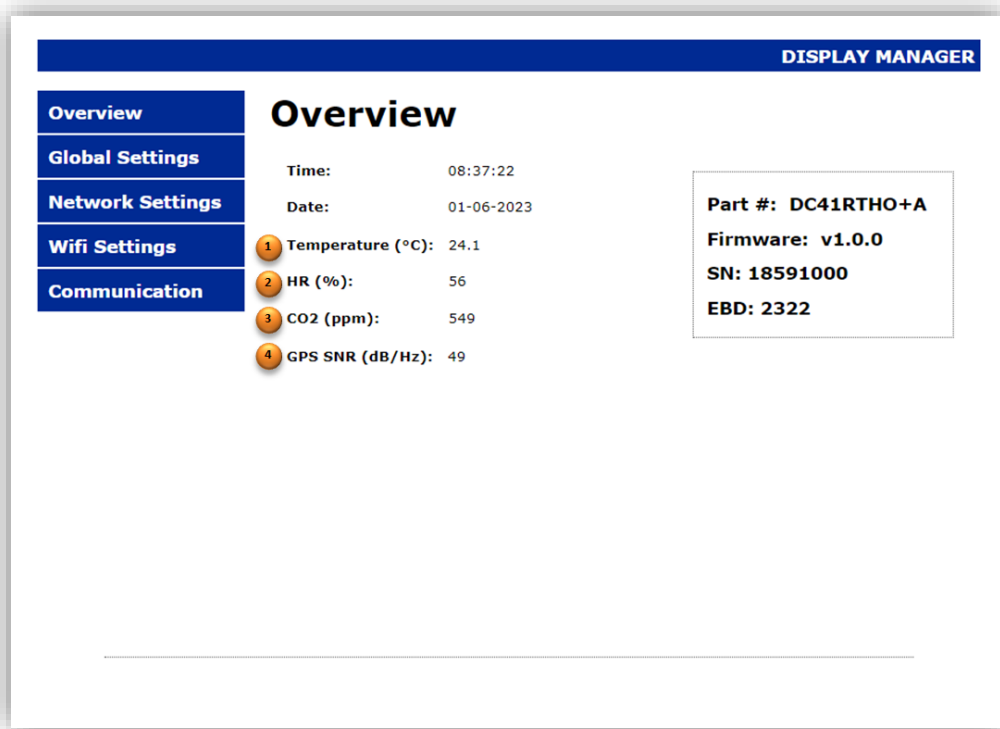 DISPLAY MANAGER
Overview
Global Settings
Network Settings
Wifi Settings
Communication
Overview
Time: 08:37:22
Date: 01-06-2023
1 Temperature (°C): 24.1
2 HR (%): 56
3 CO2 (ppm): 549
4 GPS SNR (dB/Hz): 49
Part #: DC41RTHO+A
Firmware: v1.0.0
SN: 18591000
EBD: 2322